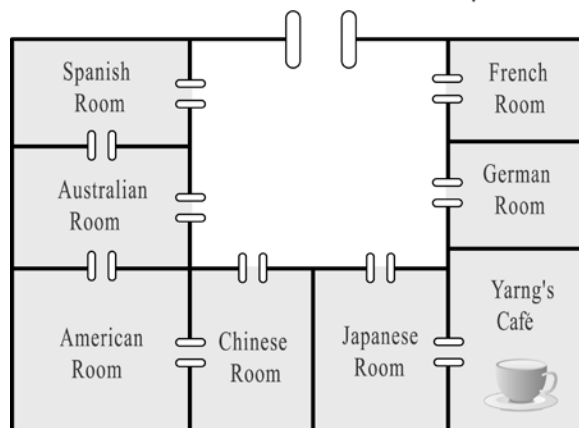 Spanish
Room
French
Room
Australian
Room
German
Room
American
Room
Chinese
Room
Japanese
Room
Yarng's
Café